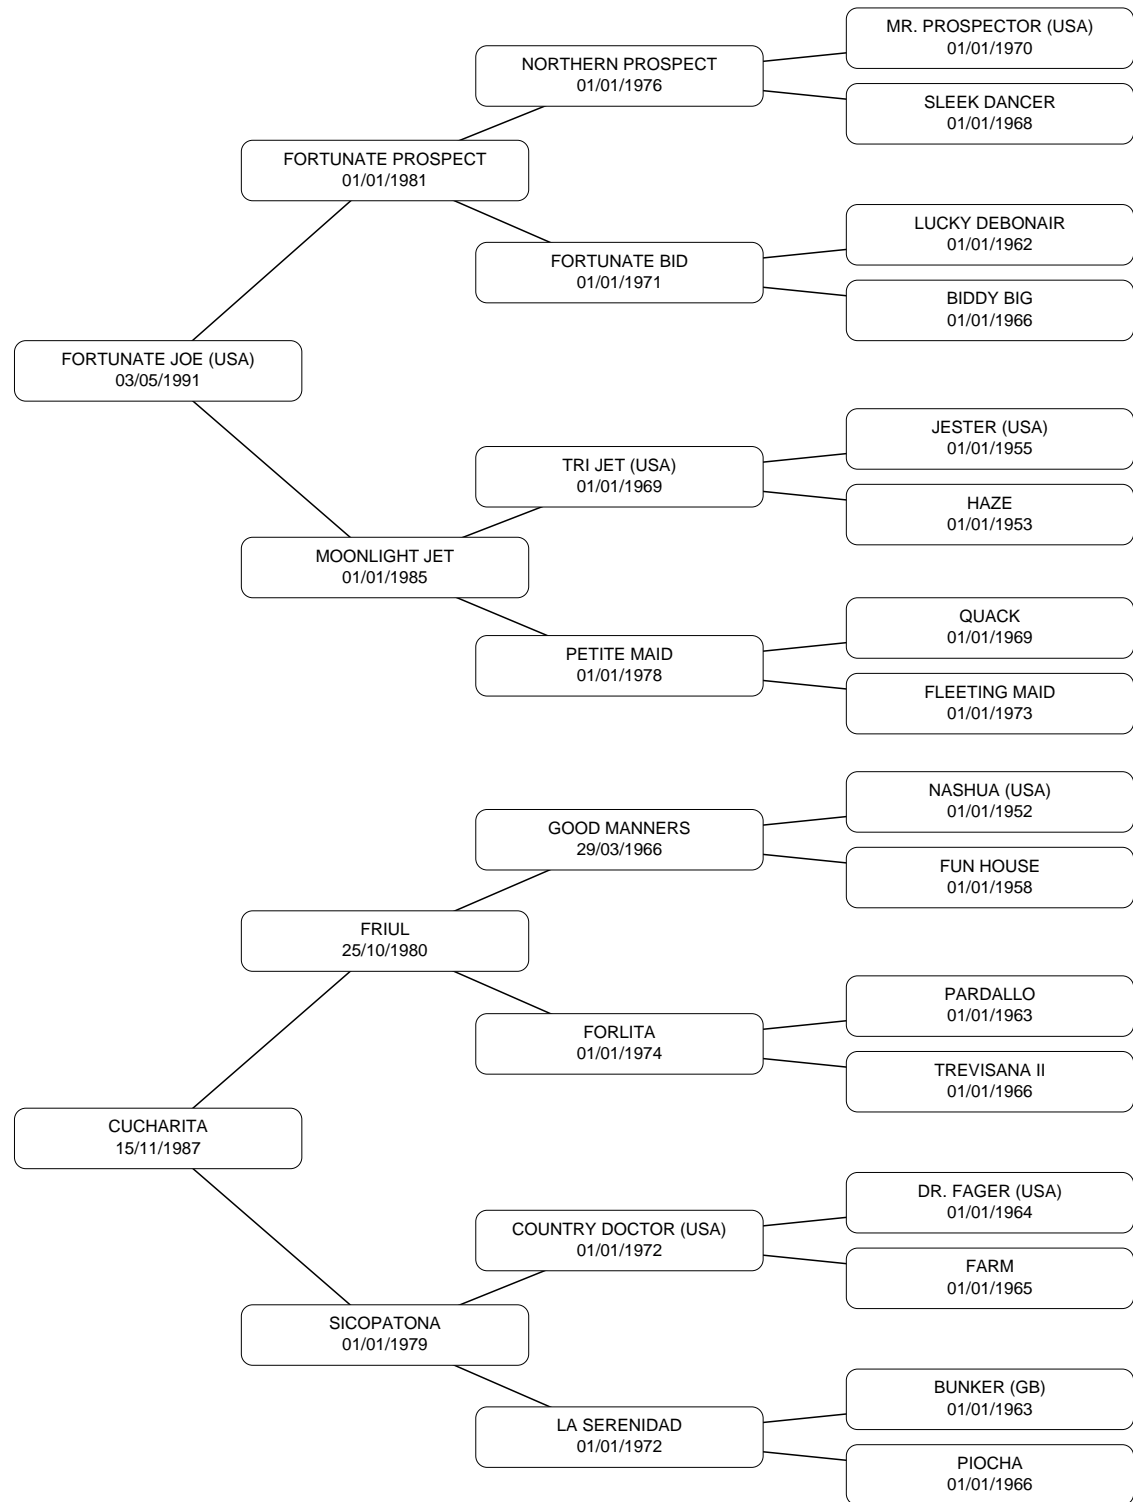 MR. PROSPECTOR (USA)
01/01/1970
NORTHERN PROSPECT
01/01/1976
SLEEK DANCER
01/01/1968
FORTUNATE PROSPECT
01/01/1981
LUCKY DEBONAIR
01/01/1962
FORTUNATE BID
01/01/1971
BIDDY BIG
01/01/1966
FORTUNATE JOE (USA)
03/05/1991
JESTER (USA)
01/01/1955
TRI JET (USA)
01/01/1969
HAZE
01/01/1953
MOONLIGHT JET
01/01/1985
QUACK
01/01/1969
PETITE MAID
01/01/1978
FLEETING MAID
01/01/1973
NASHUA (USA)
01/01/1952
GOOD MANNERS
29/03/1966
FUN HOUSE
01/01/1958
FRIUL
25/10/1980
PARDALLO
01/01/1963
FORLITA
01/01/1974
TREVISANA II
01/01/1966
CUCHARITA
15/11/1987
DR. FAGER (USA)
01/01/1964
COUNTRY DOCTOR (USA)
01/01/1972
FARM
01/01/1965
SICOPATONA
01/01/1979
BUNKER (GB)
01/01/1963
LA SERENIDAD
01/01/1972
PIOCHA
01/01/1966